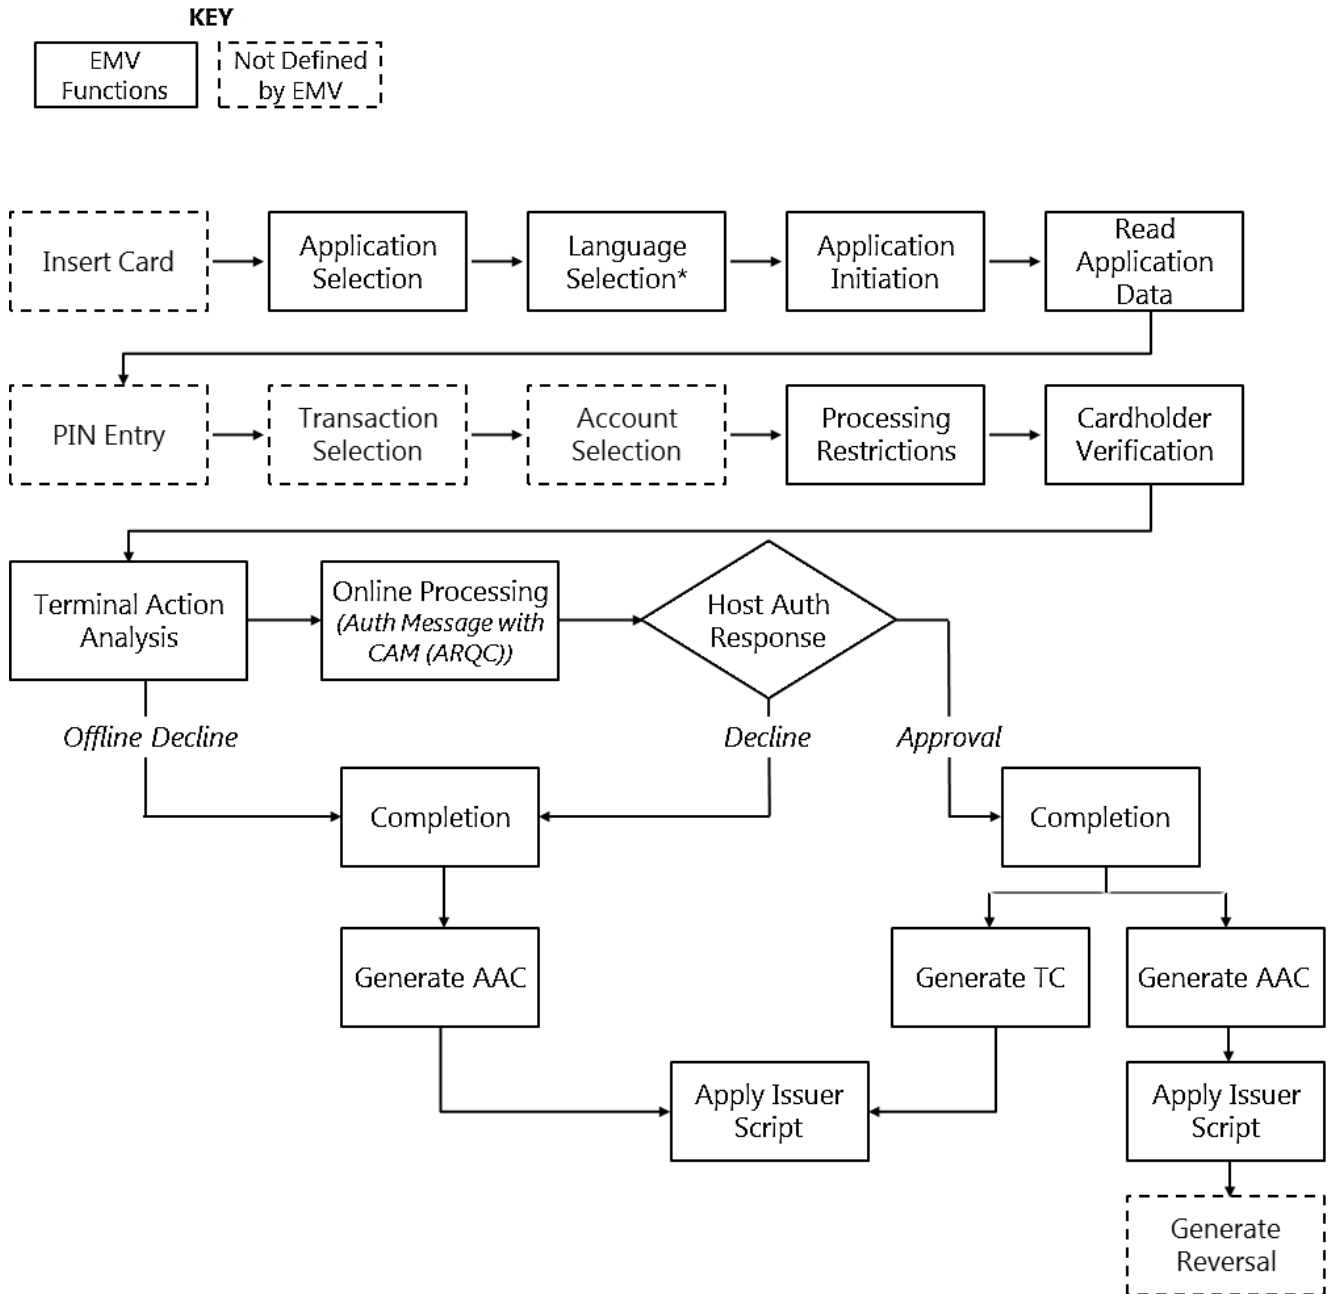 KEY
EMV
Functions
Not Defined
by EMV
Insert Card
Application
Selection
Language
Selection*
Application
Initiation
Read
Application
Data
PIN Entry
Transaction
Selection
Account
Selection
Processing
Restrictions
Cardholder
Verification
Terminal Action
Analysis
Online Processing
(Auth Message with
CAM (ARQC))
Host Auth
Response
Offline Decline
Decline
Approval
Completion
Completion
Generate AAC
Generate TC
Generate AAC
Apply Issuer
Script
Apply Issuer
Script
Generate
Reversal